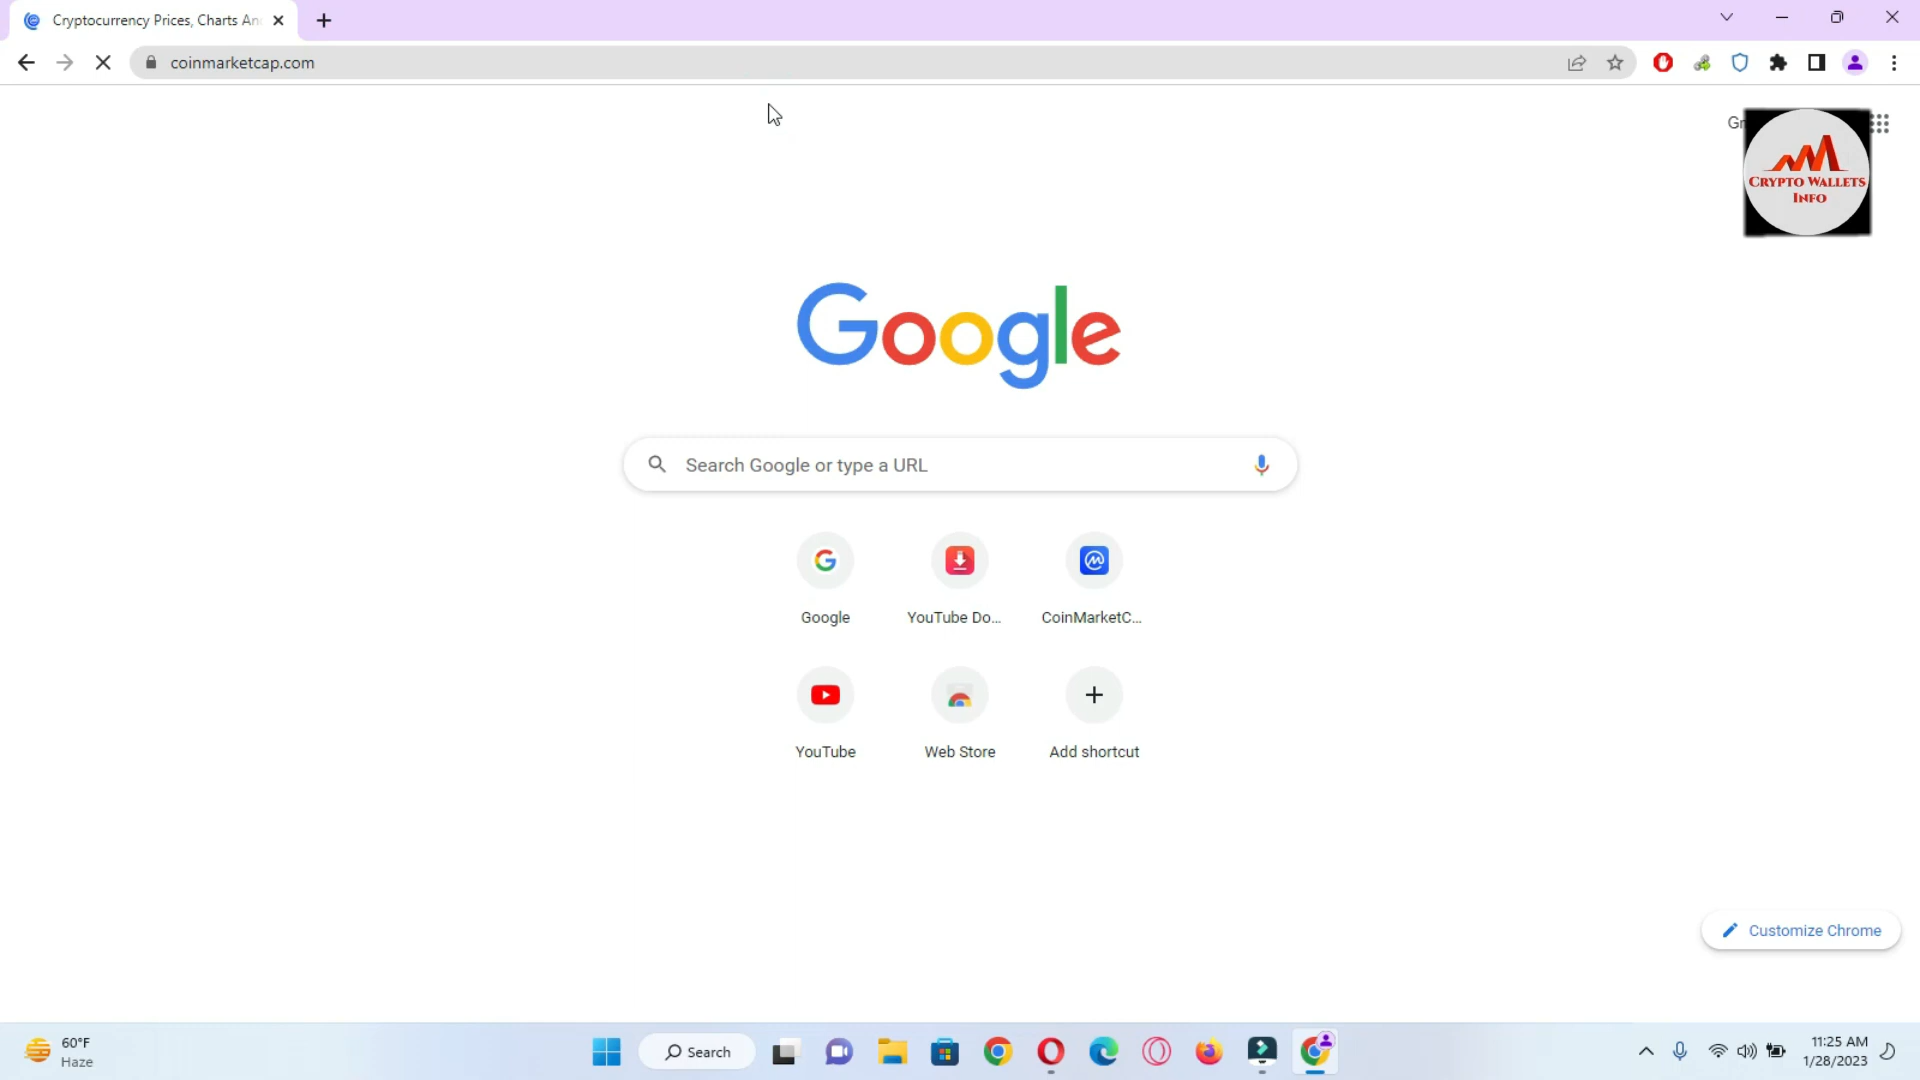 Cryptocurrency Prices, Charts An
coinmarketcap.com
G
CRYPTO WALLETS
INFO
Google
Search Google or type a URL
Google
YouTube Do...
CoinMarketC...
YouTube
Web Store
Add shortcut
Customize Chrome
60°F
Haze
Search
11:25 AM
1/28/2023